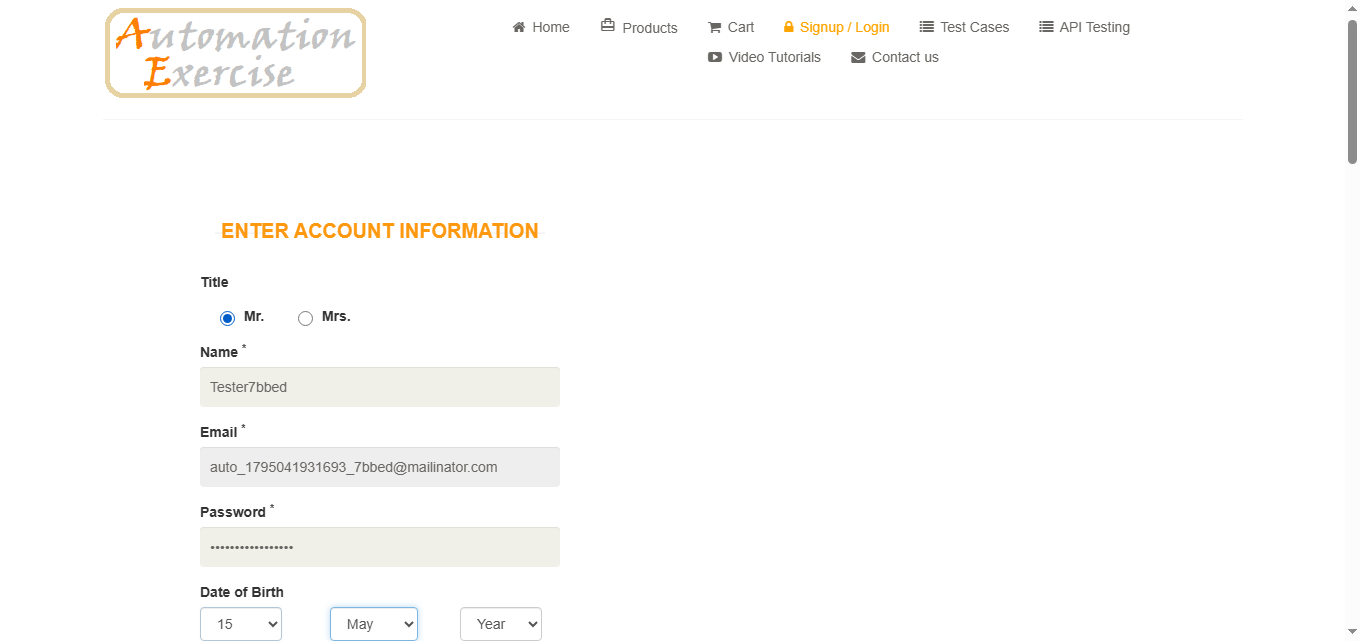 Automation
Exercise
Home
Products
Cart
Signup / Login
Test Cases
API Testing
Video Tutorials
Contact us
ENTER ACCOUNT INFORMATION
Title
Mr. Mrs.
Name *
Tester7bbed
Email *
auto_1795041931693_7bbed@mailinator.com
Password *
•••••••••••••••••
Date of Birth
15 May Year